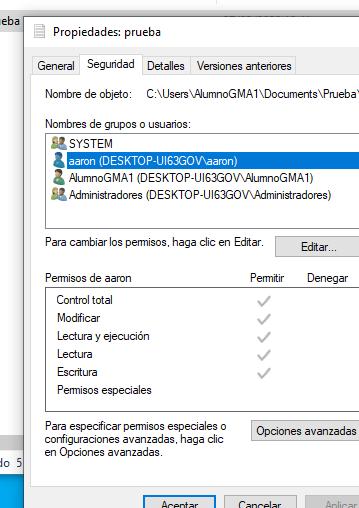 eba
Propiedades: prueba
General
Seguridad
Detalles
Versiones anteriores
Nombre de objeto:
C:\Users\AlumnoGMA1\Documents\Prueba\
Nombres de grupos o usuarios:
SYSTEM
aaron (DESKTOP-UI63GOV\aaron)
AlumnoGMA1 (DESKTOP-UI63GOV\AlumnoGMA1)
Administradores (DESKTOP-UI63GOV\Administradores)
Para cambiar los permisos, haga clic en Editar.
Editar...
Permisos de aaron
Permitir
Denegar
Control total
Modificar
Lectura y ejecución
Lectura
Escritura
Permisos especiales
Para especificar permisos especiales o
configuraciones avanzadas, haga clic
en Opciones avanzadas.
Opciones avanzadas
do 5
Aceptar
Cancelar
Aplicar